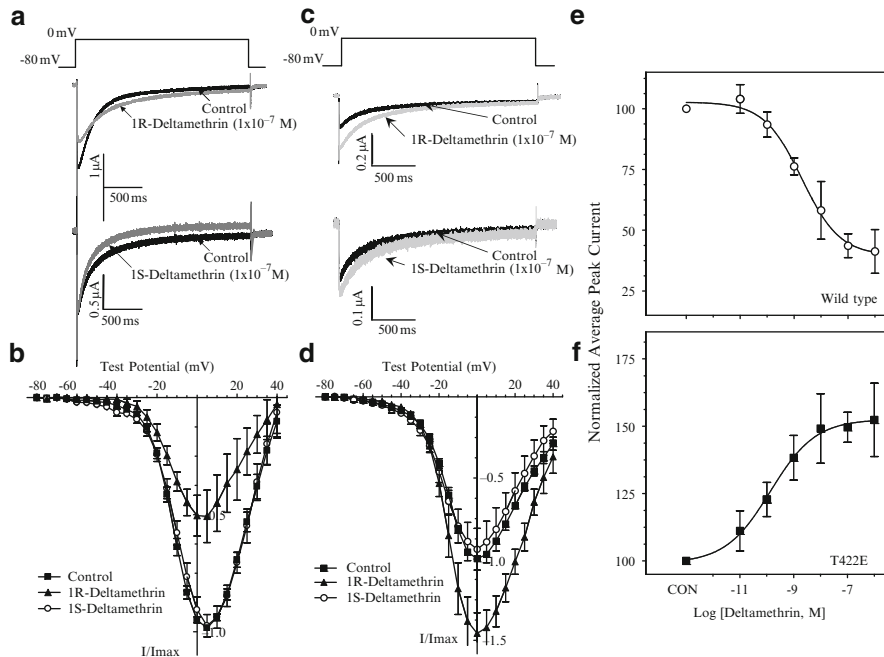 a
0 mV
-80 mV
Control
1R-Deltamethrin (1x10⁻⁷ M)
1 µA
500 ms
Control
1S-Deltamethrin (1x10⁻⁷ M)
0.5 µA
500 ms
b
Test Potential (mV)
-80 -60 -40 -20 0 20 40
-0.5
-1.0
Control
1R-Deltamethrin
1S-Deltamethrin
I/Imax
c
0 mV
-80 mV
Control
1R-Deltamethrin (1x10⁻⁷ M)
0.2 µA
500 ms
Control
1S-Deltamethrin (1x10⁻⁷ M)
0.1 µA
500 ms
d
Test Potential (mV)
-80 -60 -40 -20 0 20 40
-0.5
-1.0
-1.5
Control
1R-Deltamethrin
1S-Deltamethrin
I/Imax
e
Normalized Average Peak Current
100
75
50
25
Wild type
f
175
150
125
100
T422E
CON -11 -9 -7
Log [Deltamethrin, M]